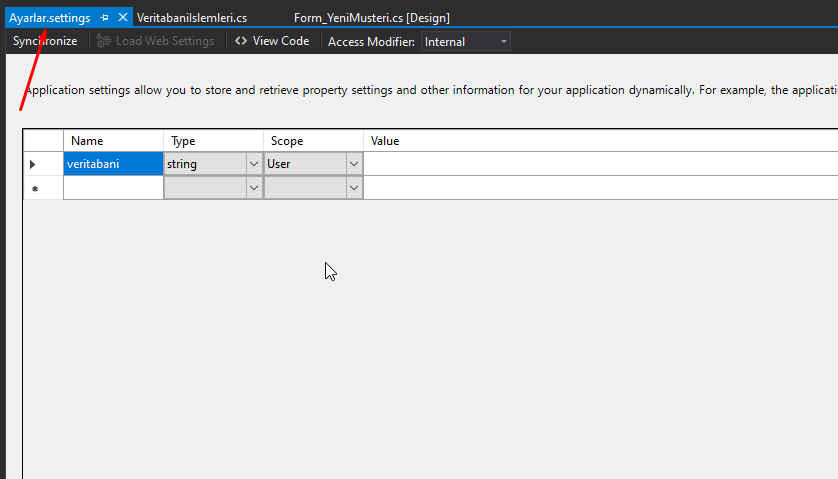 Ayarlar.settings VeritabaniIslemleri.cs Form_YeniMusteri.cs [Design]
Synchronize Load Web Settings View Code Access Modifier: Internal
Application settings allow you to store and retrieve property settings and other information for your application dynamically. For example, the applicatio
Name Type Scope Value
veritabani string User